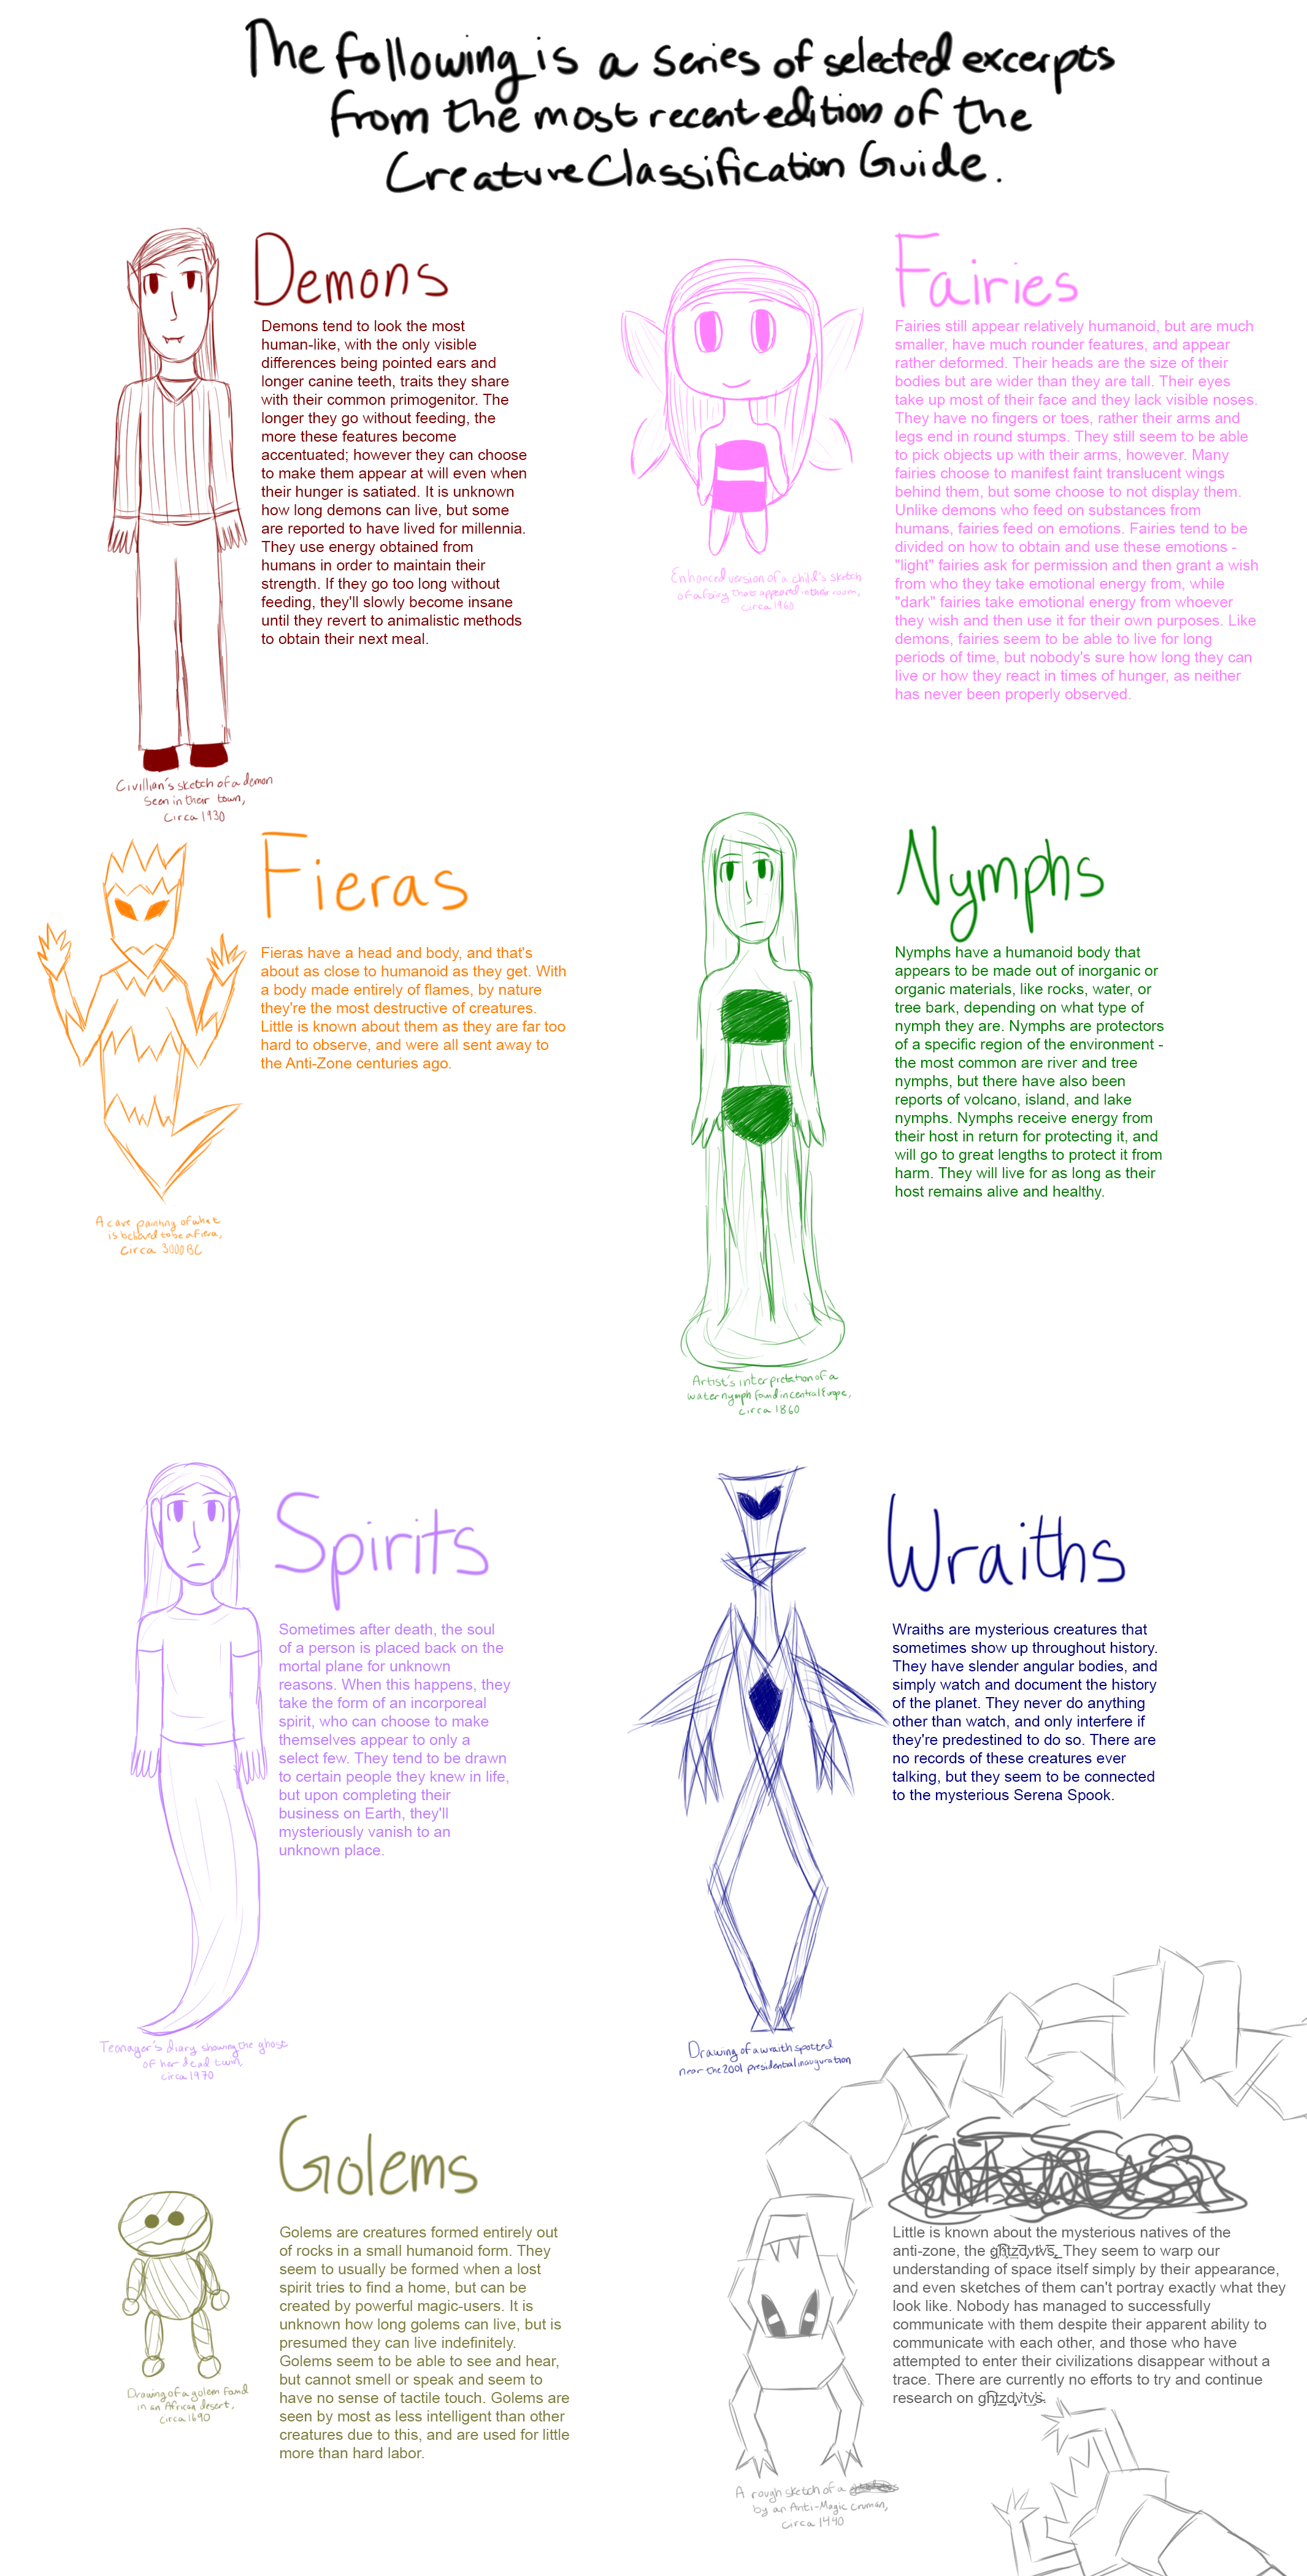 The following is a series of selected excerpts
from the most recent edition of the
Creature Classification Guide.
Demons
Demons tend to look the most
human-like, with the only visible
differences being pointed ears and
longer canine teeth, traits they share
with their common primogenitor. The
longer they go without feeding, the
more these features become
accentuated; however they can choose
to make them appear at will even when
their hunger is satiated. It is unknown
how long demons can live, but some
are reported to have lived for millennia.
They use energy obtained from
humans in order to maintain their
strength. If they go too long without
feeding, they'll slowly become insane
until they revert to animalistic methods
to obtain their next meal.
Civillian's sketch of a demon
seen in their town,
circa 1930
Fairies
Fairies still appear relatively humanoid, but are much
smaller, have much rounder features, and appear
rather deformed. Their heads are the size of their
bodies but are wider than they are tall. Their eyes
take up most of their face and they lack visible noses.
They have no fingers or toes, rather their arms and
legs end in round stumps. They still seem to be able
to pick objects up with their arms, however. Many
fairies choose to manifest faint translucent wings
behind them, but some choose to not display them.
Unlike demons who feed on substances from
humans, fairies feed on emotions. Fairies tend to be
divided on how to obtain and use these emotions -
"light" fairies ask for permission and then grant a wish
from who they take emotional energy from, while
"dark" fairies take emotional energy from whoever
they wish and then use it for their own purposes. Like
demons, fairies seem to be able to live for long
periods of time, but nobody's sure how long they can
live or how they react in times of hunger, as neither
has never been properly observed.
Enhanced version of a child's sketch
of a fairy that appeared in their room,
circa 1960
Fieras
Fieras have a head and body, and that's
about as close to humanoid as they get. With
a body made entirely of flames, by nature
they're the most destructive of creatures.
Little is known about them as they are far too
hard to observe, and were all sent away to
the Anti-Zone centuries ago.
A cave painting of what
is believed to be a fiera,
circa 3000 BC
Nymphs
Nymphs have a humanoid body that
appears to be made out of inorganic or
organic materials, like rocks, water, or
tree bark, depending on what type of
nymph they are. Nymphs are protectors
of a specific region of the environment -
the most common are river and tree
nymphs, but there have also been
reports of volcano, island, and lake
nymphs. Nymphs receive energy from
their host in return for protecting it, and
will go to great lengths to protect it from
harm. They will live for as long as their
host remains alive and healthy.
Artist's interpretation of a
water nymph found in central Europe,
circa 1860
Spirits
Sometimes after death, the soul
of a person is placed back on the
mortal plane for unknown
reasons. When this happens, they
take the form of an incorporeal
spirit, who can choose to make
themselves appear to only a
select few. They tend to be drawn
to certain people they knew in life,
but upon completing their
business on Earth, they'll
mysteriously vanish to an
unknown place.
Teenager's diary showing the ghost
of her dead twin,
circa 1970
Wraiths
Wraiths are mysterious creatures that
sometimes show up throughout history.
They have slender angular bodies, and
simply watch and document the history
of the planet. They never do anything
other than watch, and only interfere if
they're predestined to do so. There are
no records of these creatures ever
talking, but they seem to be connected
to the mysterious Serena Spook.
Drawing of a wraith spotted
near the 2001 presidential inauguration
Golems
Golems are creatures formed entirely out
of rocks in a small humanoid form. They
seem to usually be formed when a lost
spirit tries to find a home, but can be
created by powerful magic-users. It is
unknown how long golems can live, but is
presumed they can live indefinitely.
Golems seem to be able to see and hear,
but cannot smell or speak and seem to
have no sense of tactile touch. Golems are
seen by most as less intelligent than other
creatures due to this, and are used for little
more than hard labor.
Drawing of a golem found
in an African desert,
circa 1690
Little is known about the mysterious natives of the
anti-zone, the They seem to warp our
understanding of space itself simply by their appearance,
and even sketches of them can't portray exactly what they
look like. Nobody has managed to successfully
communicate with them despite their apparent ability to
communicate with each other, and those who have
attempted to enter their civilizations disappear without a
trace. There are currently no efforts to try and continue
research on
A rough sketch of a
by an Anti-Magic cruman,
circa 1440